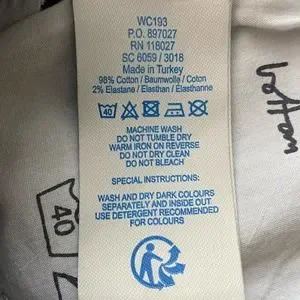 WC193
P.O. 897027
RN 118027
SC 6059 / 3018
Made in Turkey
98% Cotton / Baumwolle / Coton
2% Elastane / Elasthan / Élasthanne
40
MACHINE WASH
DO NOT TUMBLE DRY
WARM IRON ON REVERSE
DO NOT DRY CLEAN
DO NOT BLEACH
SPECIAL INSTRUCTIONS:
WASH AND DRY DARK COLOURS
SEPARATELY AND INSIDE OUT
USE DETERGENT RECOMMENDED
FOR COLOURS
40